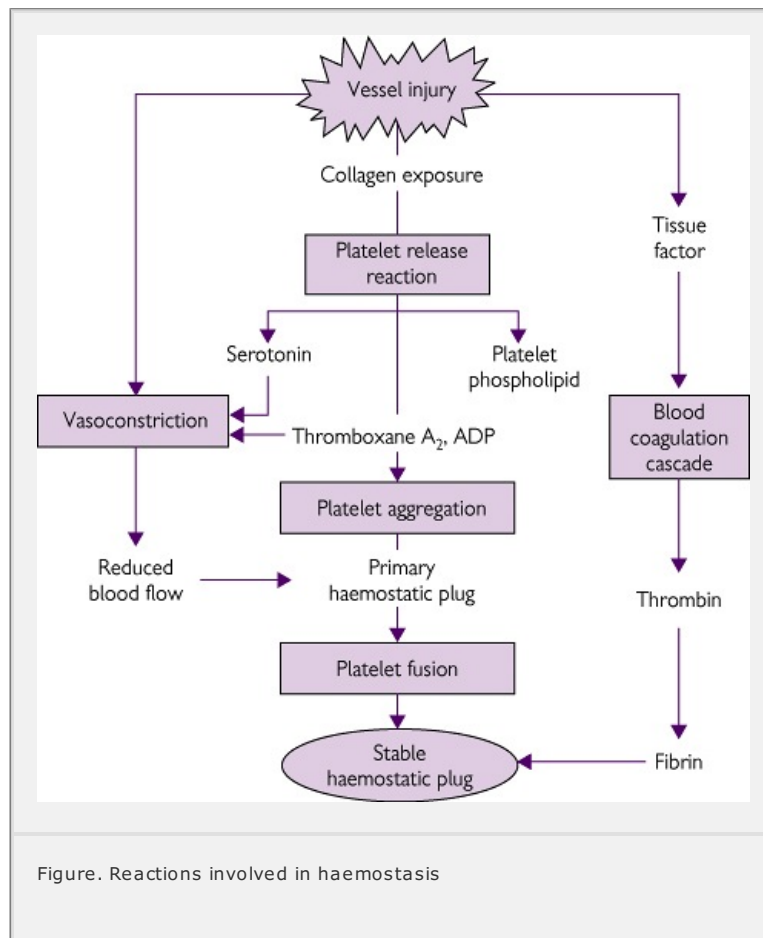 Vessel injury
Collagen exposure
Platelet release
reaction
Tissue
factor
Serotonin
Platelet
phospholipid
Vasoconstriction
Thromboxane A₂, ADP
Blood
coagulation
cascade
Platelet aggregation
Reduced
blood flow
Primary
haemostatic plug
Thrombin
Platelet fusion
Stable
haemostatic plug
Fibrin
Figure. Reactions involved in haemostasis